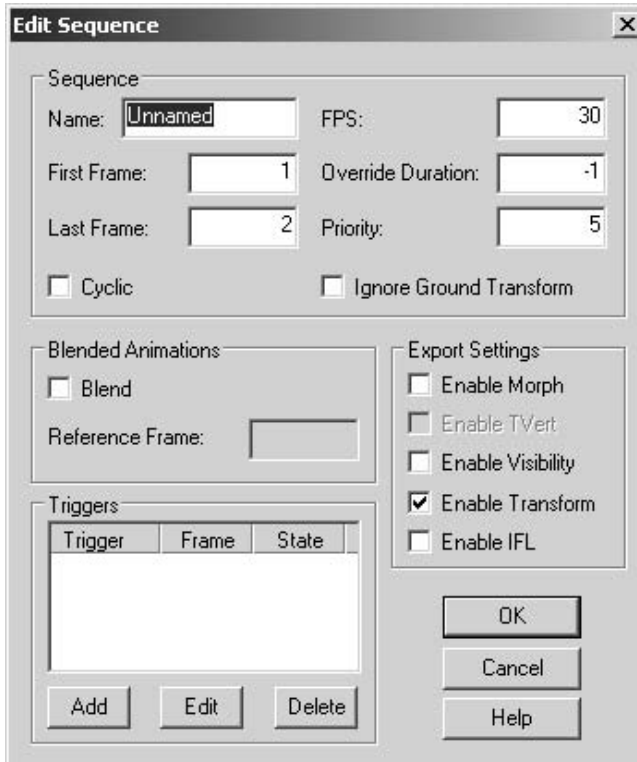 Edit Sequence
Sequence
Name: Unnamed FPS: 30
First Frame: 1 Override Duration: -1
Last Frame: 2 Priority: 5
Cyclic Ignore Ground Transform
Blended Animations
Blend
Reference Frame:
Export Settings
Enable Morph
Enable TVert
Enable Visibility
Enable Transform
Enable IFL
Triggers
Trigger Frame State
Add Edit Delete
OK
Cancel
Help